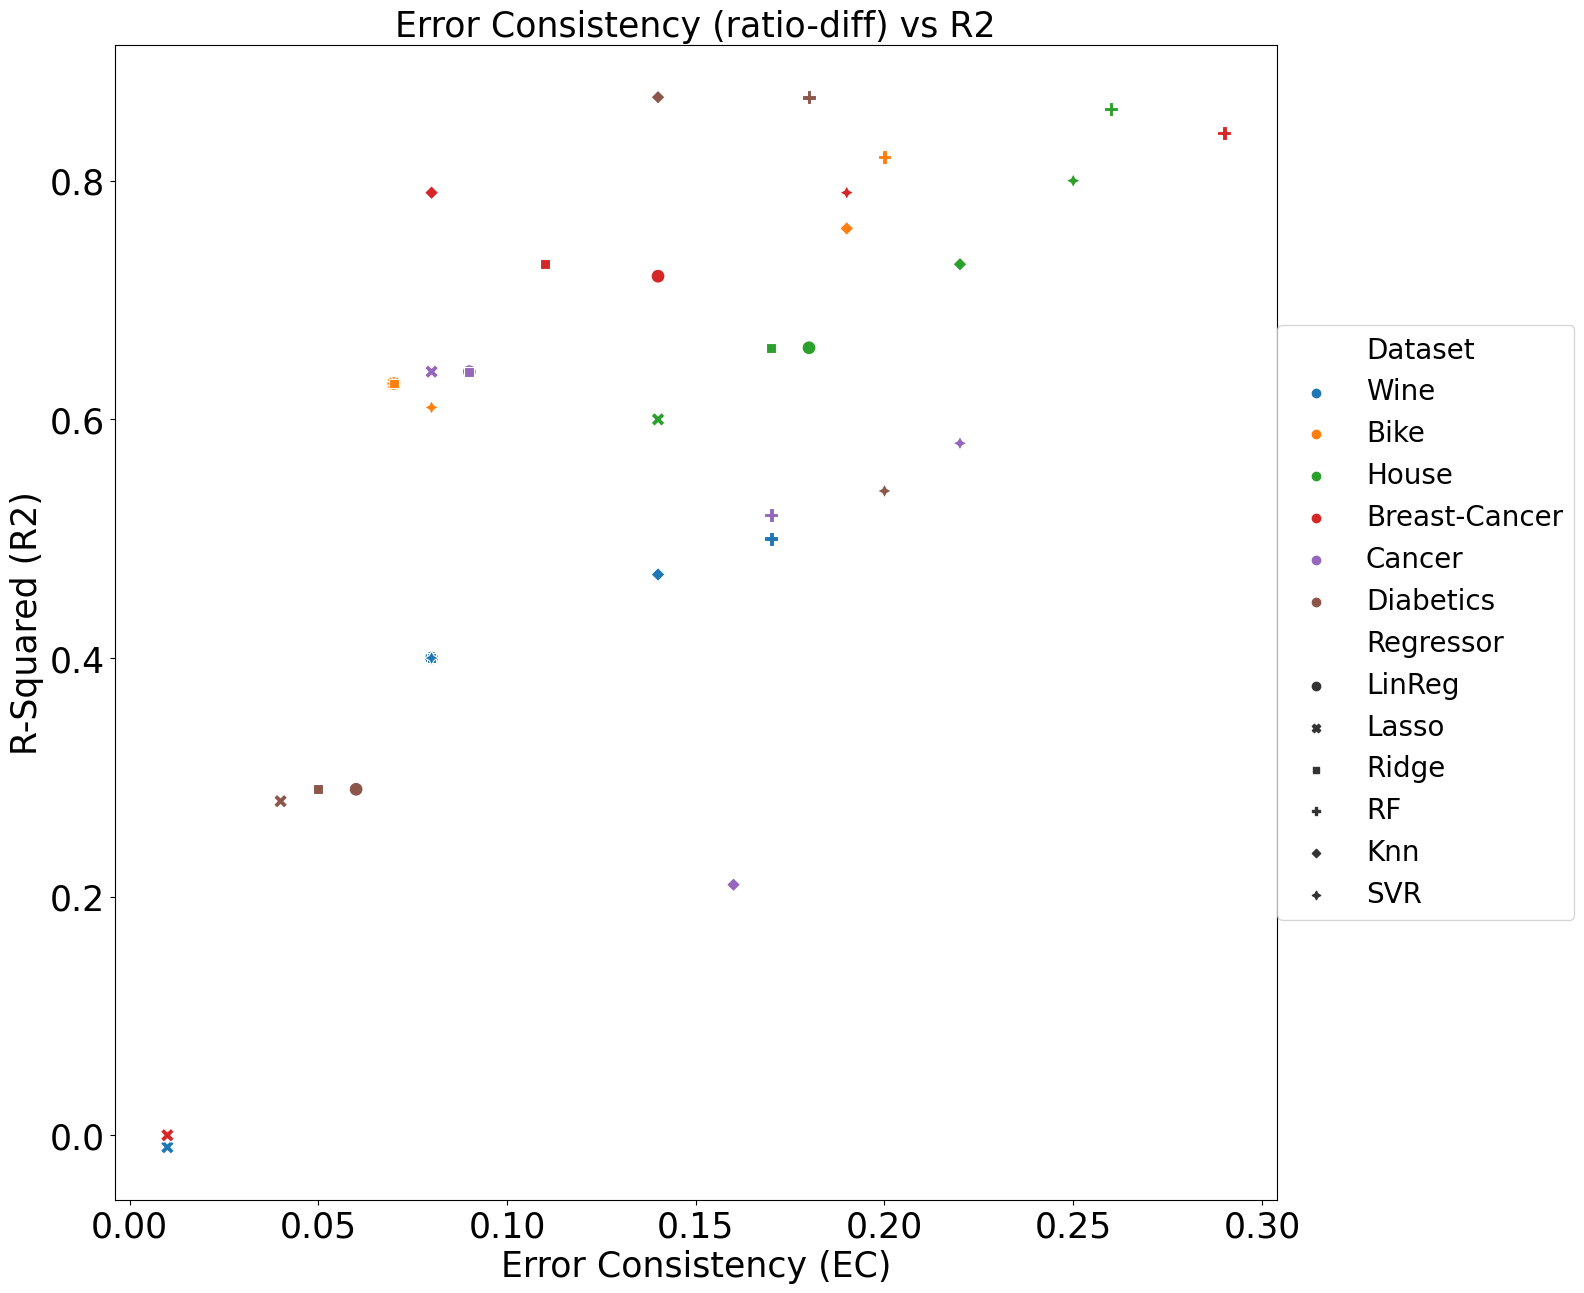 Error Consistency (ratio-diff) vs R2
R-Squared (R2)
0.8
0.6
0.4
0.2
0.0
0.00 0.05 0.10 0.15 0.20 0.25 0.30
Error Consistency (EC)
Dataset
Wine
Bike
House
Breast-Cancer
Cancer
Diabetics
Regressor
LinReg
Lasso
Ridge
RF
Knn
SVR